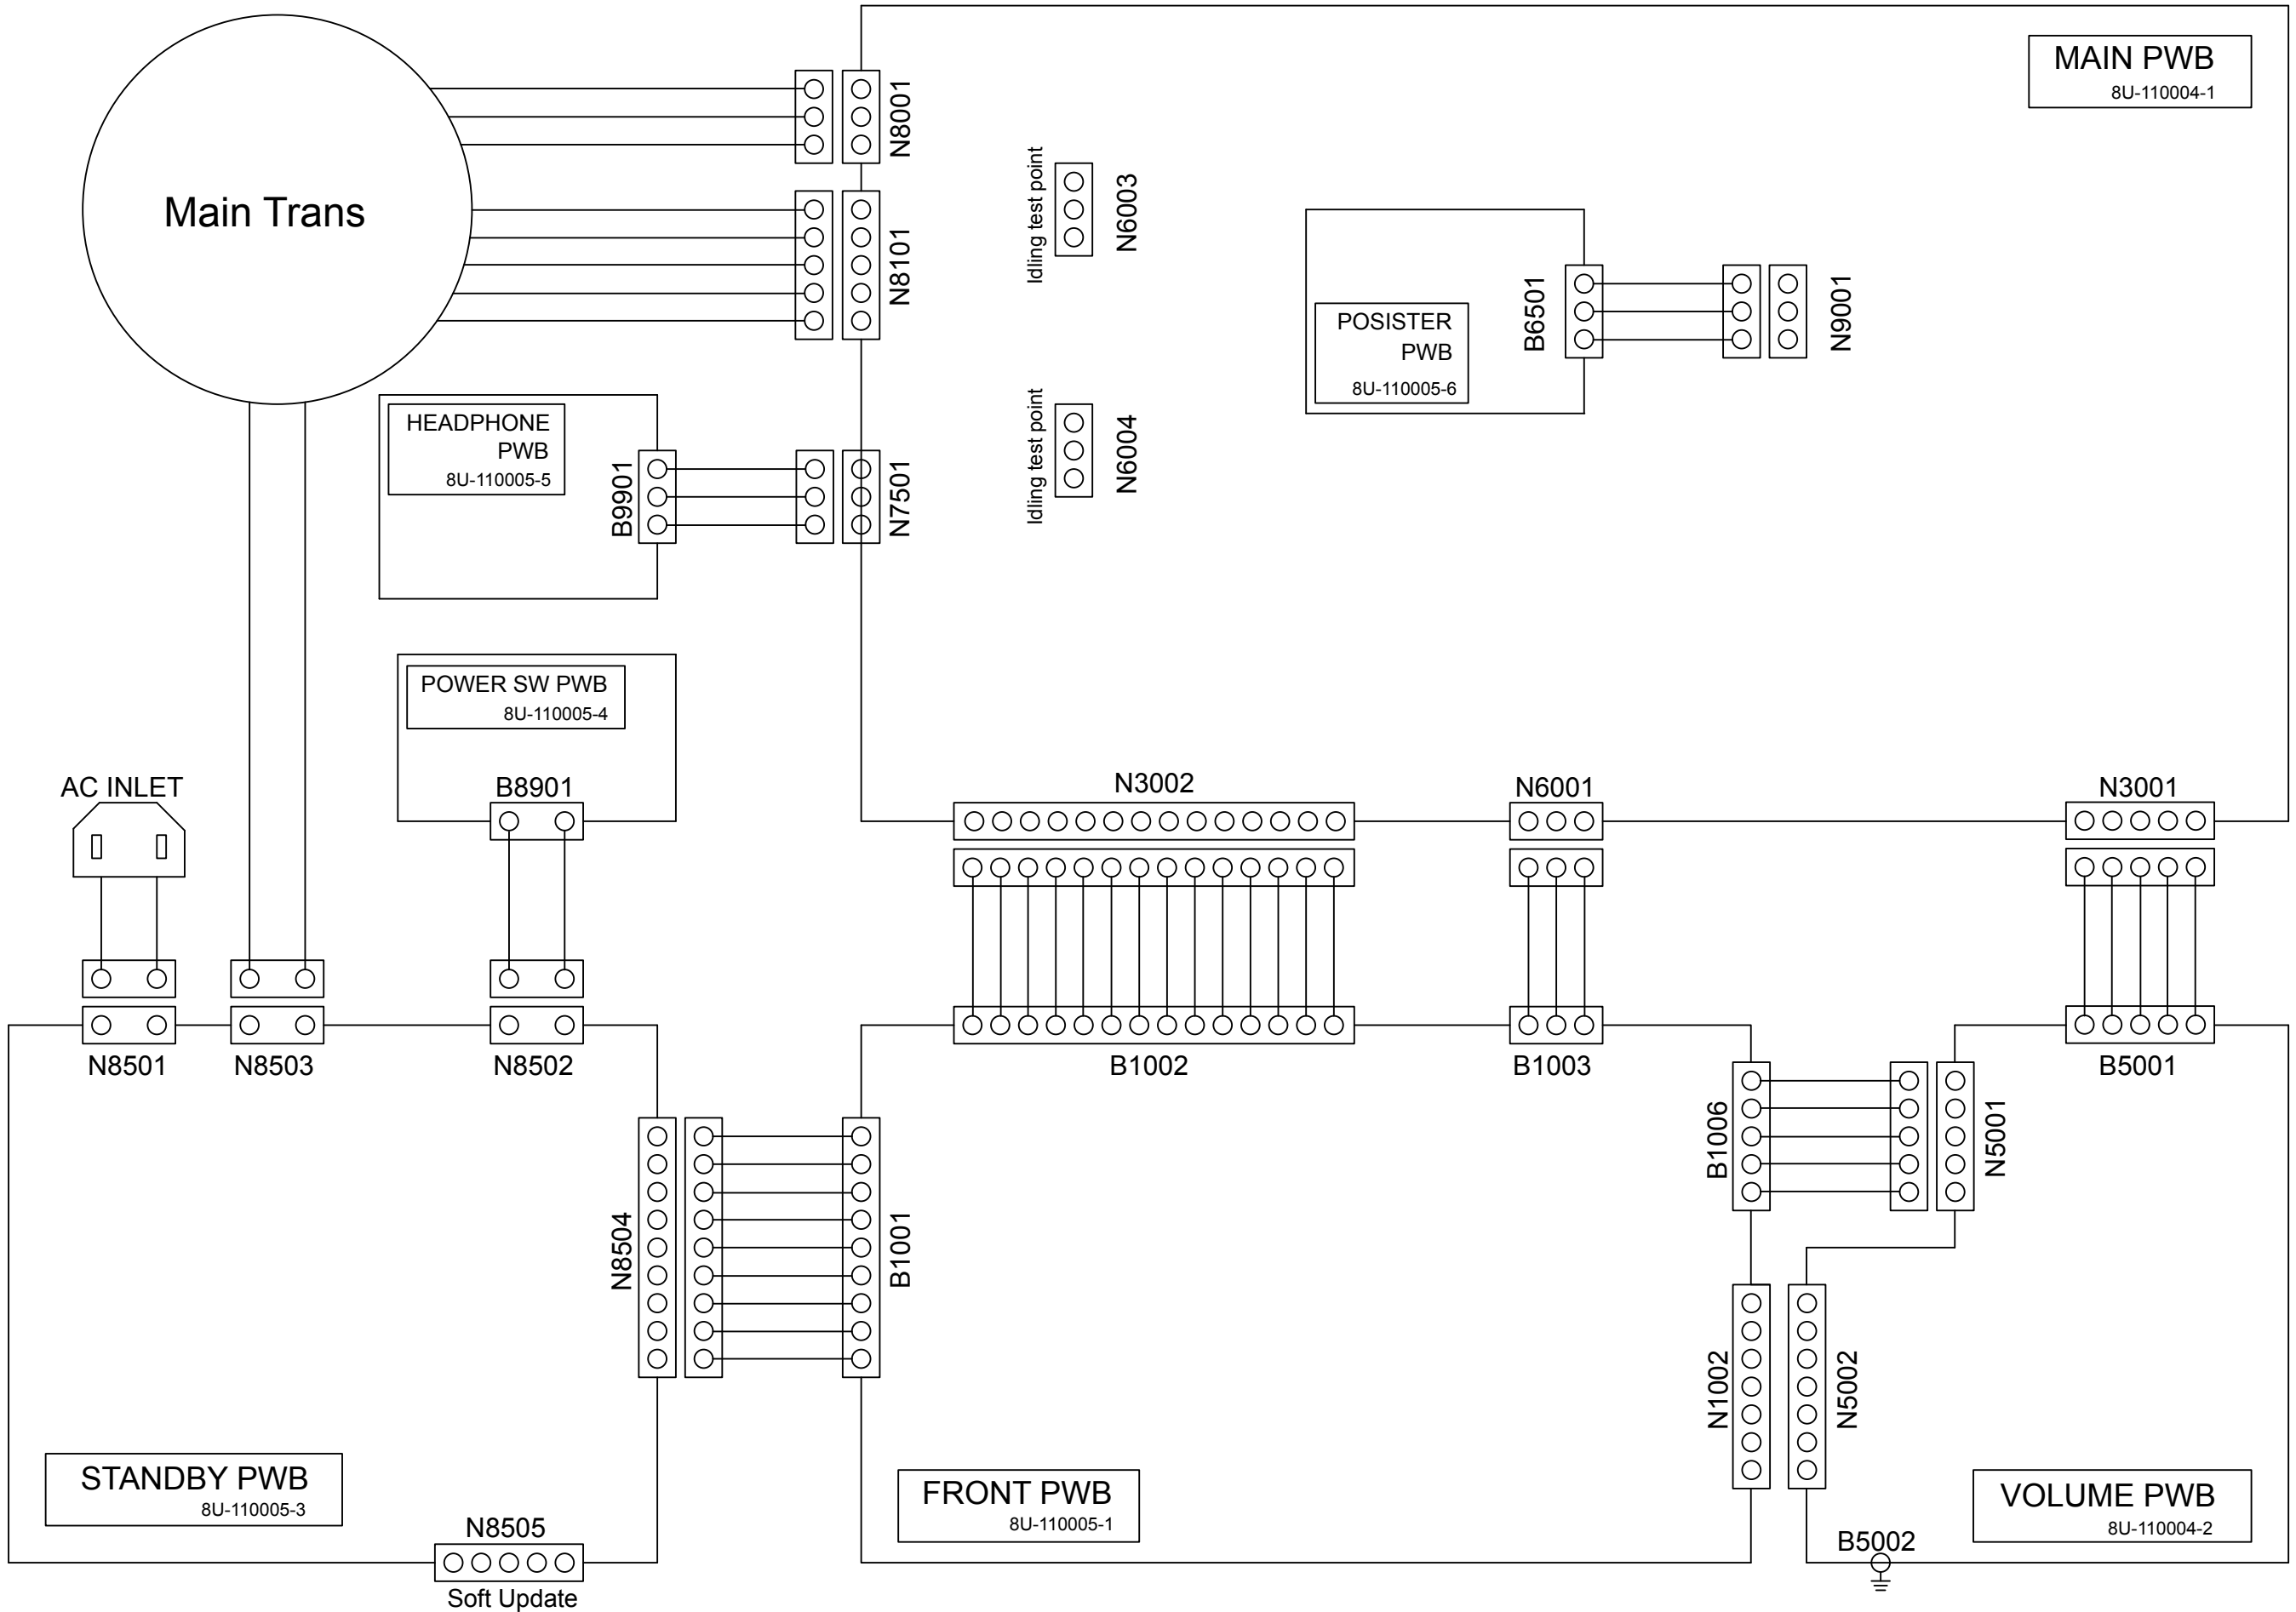 MAIN PWB
8U-110004-1
N8001
Main Trans
N8101
Idling test point
N6003
POSISTER
PWB
8U-110005-6
B6501
N9001
HEADPHONE
PWB
8U-110005-5
B9901
N7501
Idling test point
N6004
POWER SW PWB
8U-110005-4
AC INLET
B8901
N3002
N6001
N3001
N8501
N8503
N8502
B1002
B1003
B5001
B1006
N5001
N8504
B1001
N1002
N5002
STANDBY PWB
8U-110005-3
FRONT PWB
8U-110005-1
VOLUME PWB
8U-110004-2
N8505
Soft Update
B5002